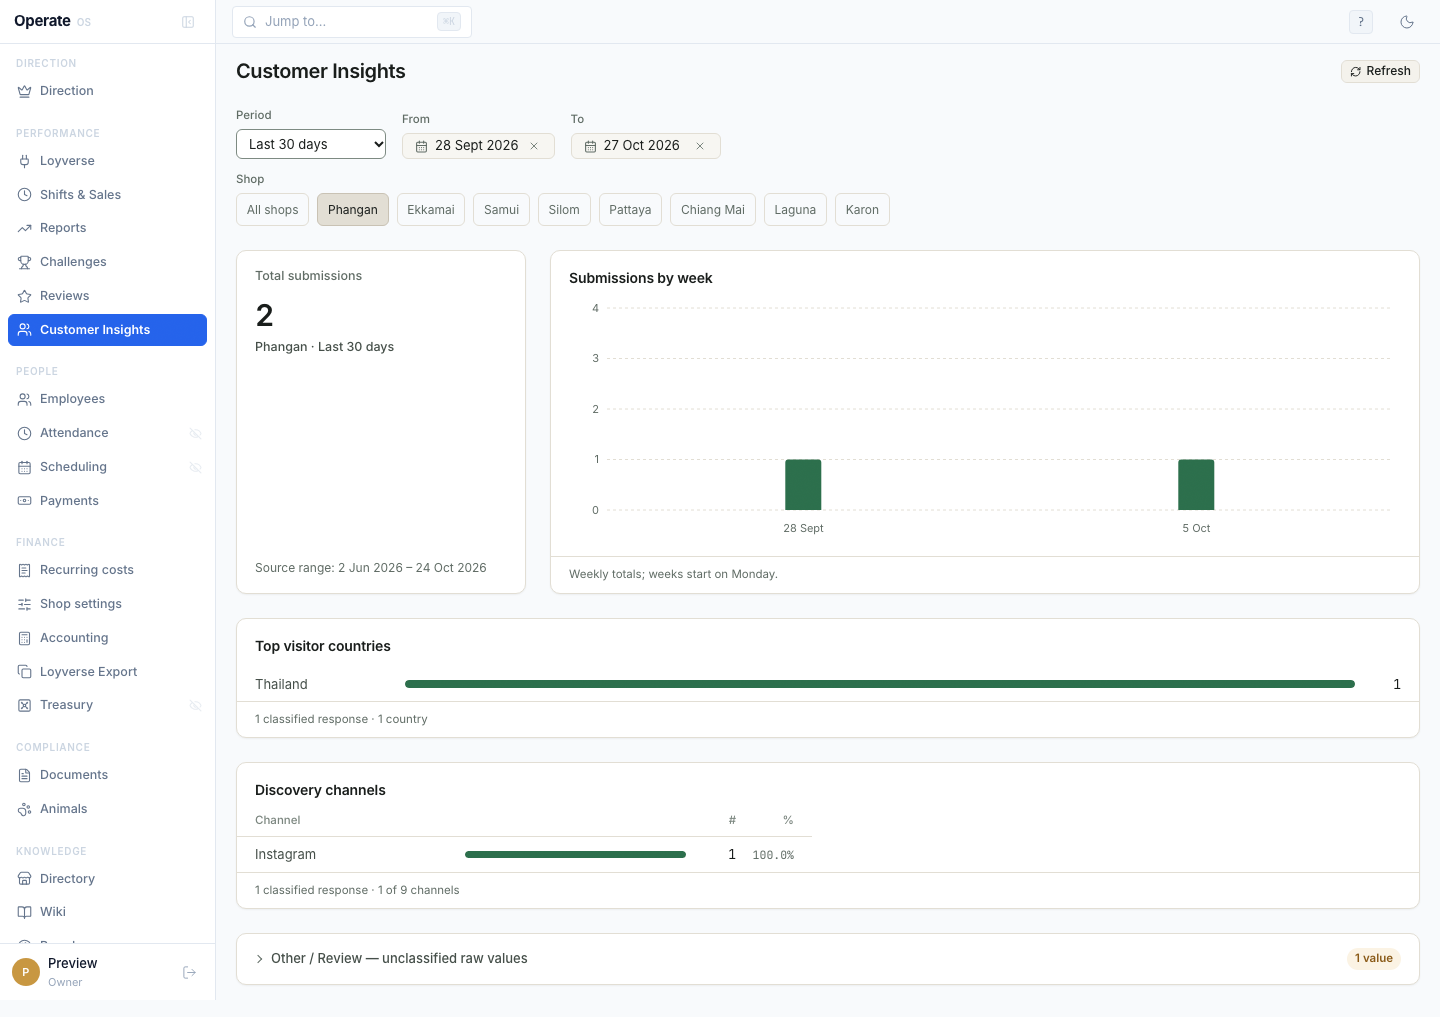 Operate OS
Jump to...
⌘K
?
DIRECTION
Direction
PERFORMANCE
Loyverse
Shifts & Sales
Reports
Challenges
Reviews
Customer Insights
PEOPLE
Employees
Attendance
Scheduling
Payments
FINANCE
Recurring costs
Shop settings
Accounting
Loyverse Export
Treasury
COMPLIANCE
Documents
Animals
KNOWLEDGE
Directory
Wiki
P
Preview
Owner
Customer Insights
Refresh
Period
From
To
Last 30 days
28 Sept 2026
27 Oct 2026
Shop
All shops
Phangan
Ekkamai
Samui
Silom
Pattaya
Chiang Mai
Laguna
Karon
Total submissions
2
Phangan · Last 30 days
Source range: 2 Jun 2026 – 24 Oct 2026
Submissions by week
4
3
2
1
0
28 Sept
5 Oct
Weekly totals; weeks start on Monday.
Top visitor countries
Thailand 1
1 classified response · 1 country
Discovery channels
Channel # %
Instagram 1 100.0%
1 classified response · 1 of 9 channels
Other / Review — unclassified raw values
1 value